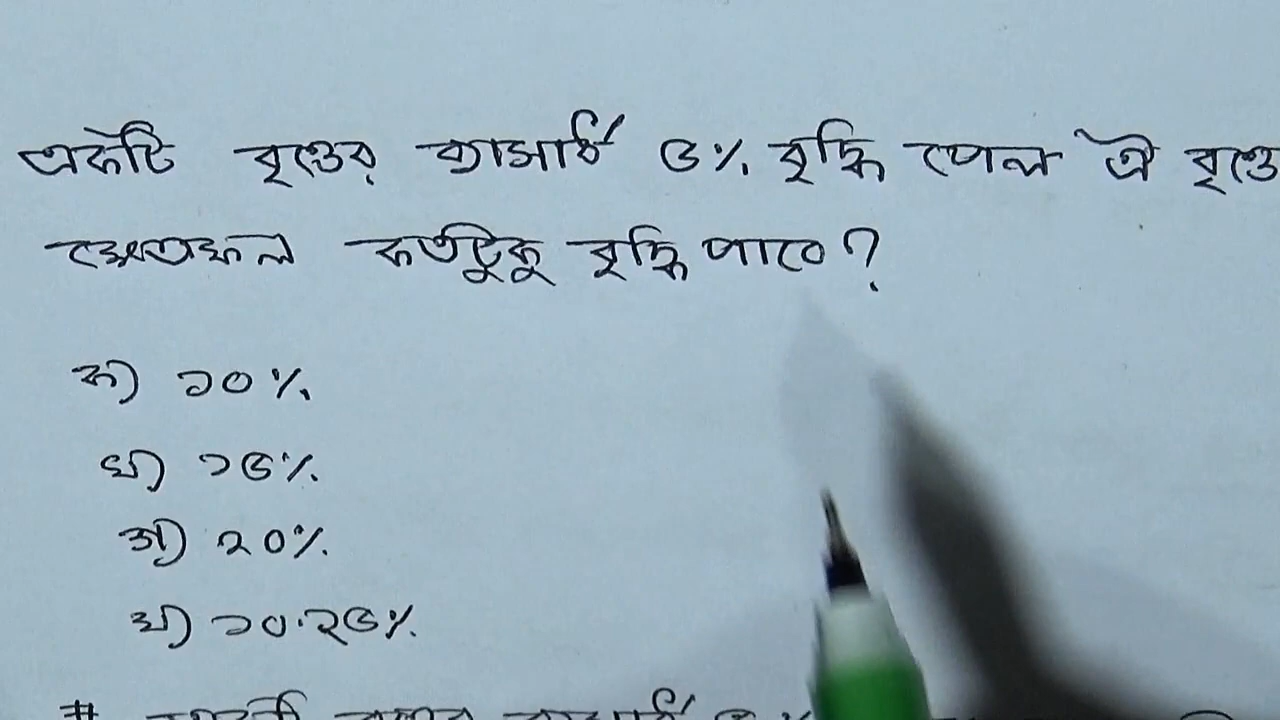 একটি বৃত্তের ব্যাসার্ধ ৫% বৃদ্ধি পেলে ঐ বৃত্তে
ক্ষেত্রফল কতটুকু বৃদ্ধি পাবে?
ক) ১০%
খ) ১৫%
গ) ২০%
ঘ) ১০.২৫%
#